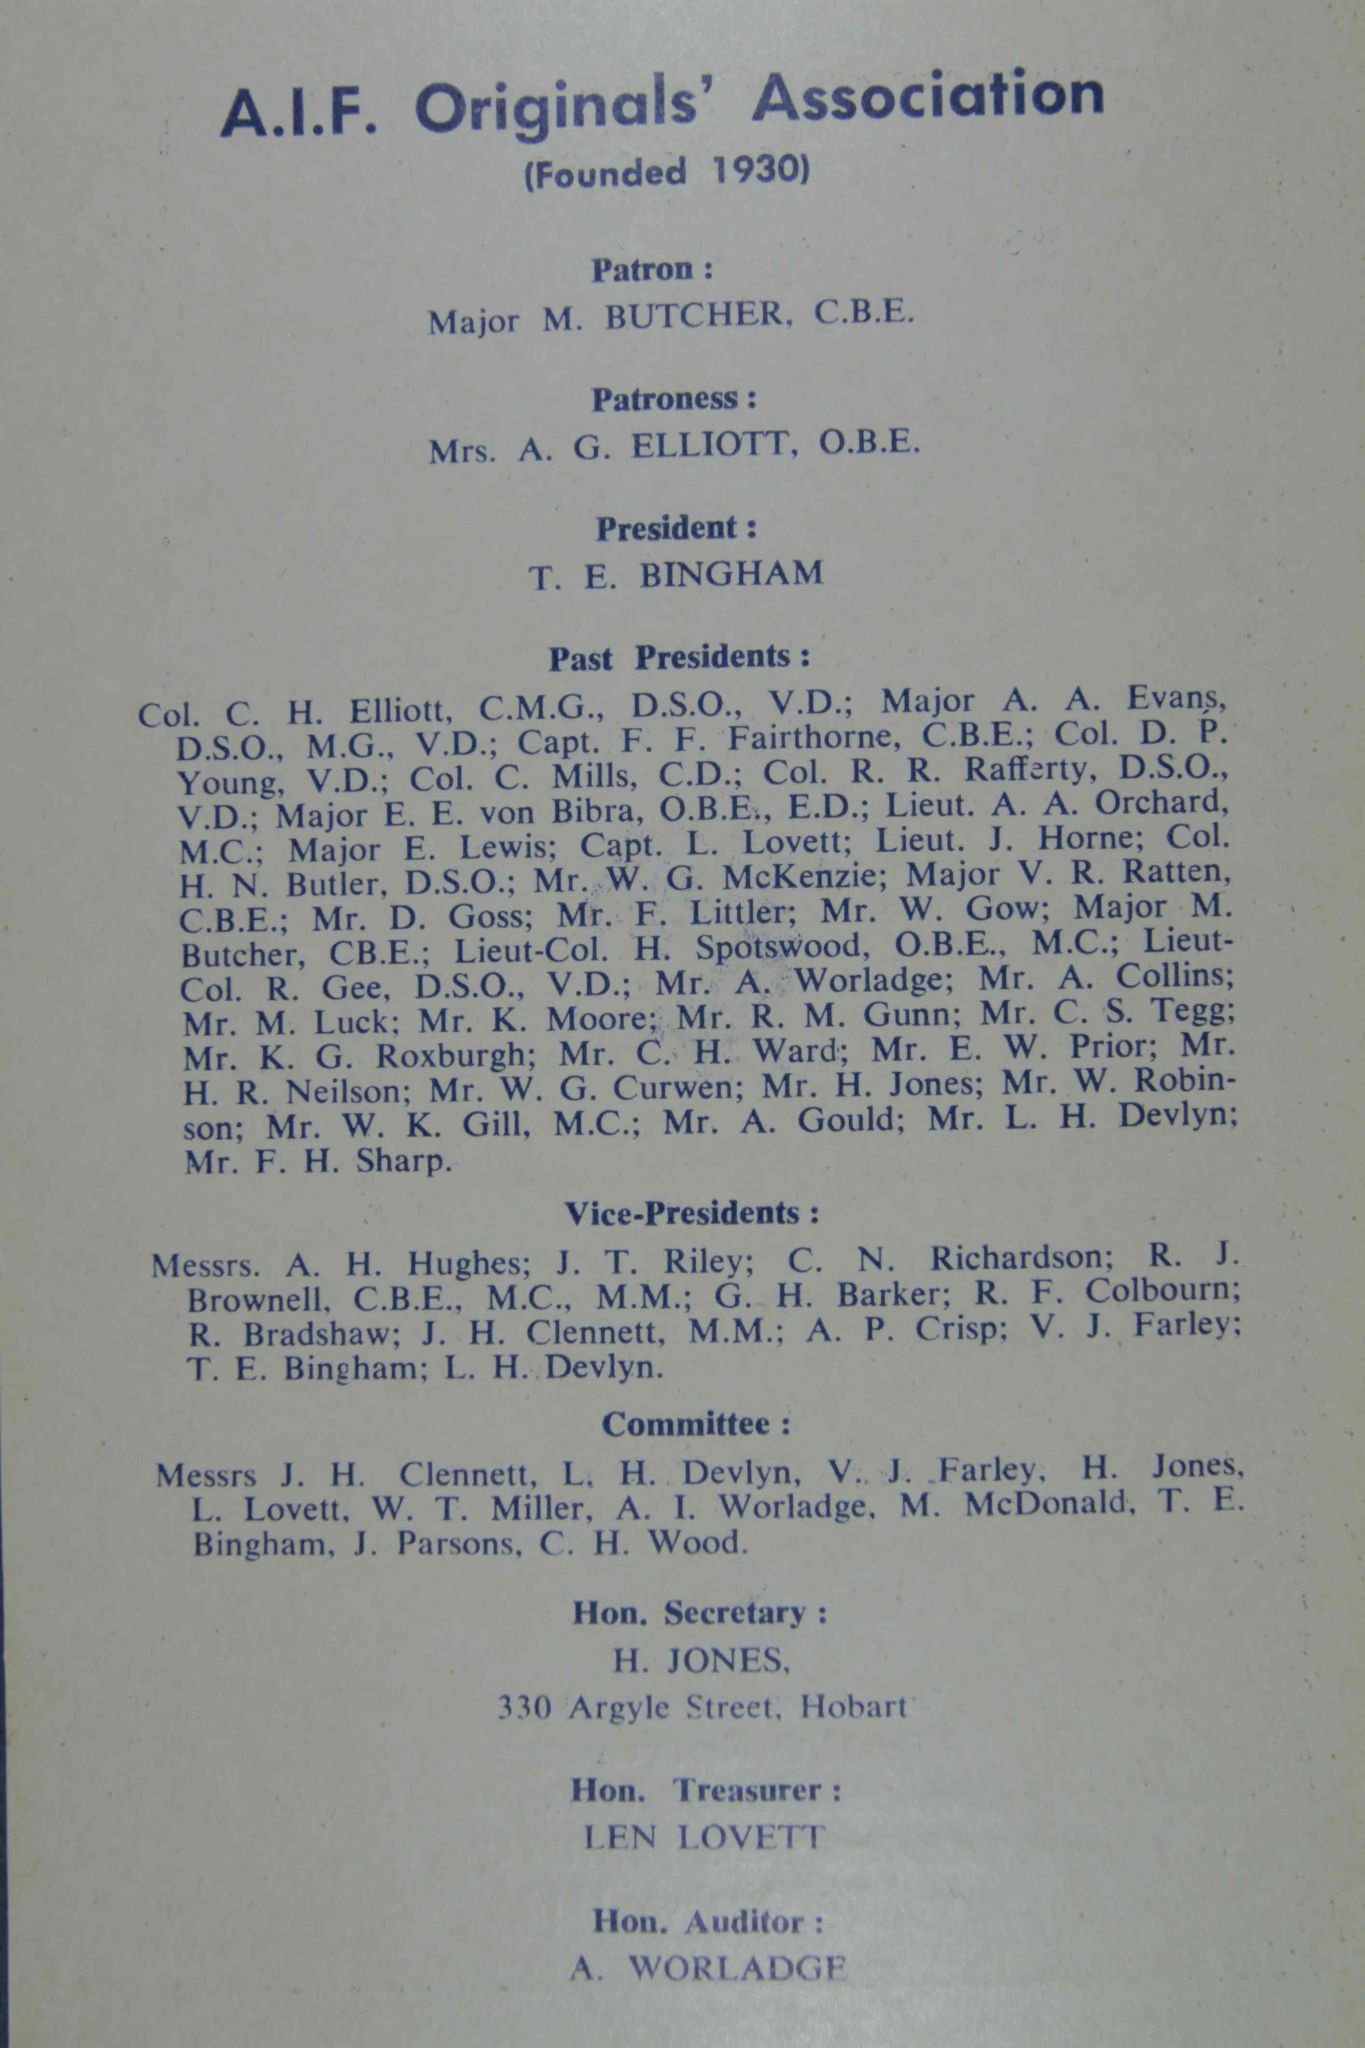 A.I.F. Originals' Association
(Founded 1930)
Patron :
Major M. BUTCHER, C.B.E.
Patroness :
Mrs. A. G. ELLIOTT, O.B.E.
President :
T. E. BINGHAM
Past Presidents :
Col. C. H. Elliott, C.M.G., D.S.O., V.D.; Major A. A. Evans,
D.S.O., M.G., V.D.; Capt. F. F. Fairthorne, C.B.E.; Col. D. P.
Young, V.D.; Col. C. Mills, C.D.; Col. R. R. Rafferty, D.S.O.,
V.D.; Major E. E. von Bibra, O.B.E., E.D.; Lieut. A. A. Orchard,
M.C.; Major E. Lewis; Capt. L. Lovett; Lieut. J. Horne; Col.
H. N. Butler, D.S.O.; Mr. W. G. McKenzie; Major V. R. Ratten,
C.B.E.; Mr. D. Goss; Mr. F. Littler; Mr. W. Gow; Major M.
Butcher, CB.E.; Lieut-Col. H. Spotswood, O.B.E., M.C.; Lieut-
Col. R. Gee, D.S.O., V.D.; Mr. A. Worladge; Mr. A. Collins;
Mr. M. Luck; Mr. K. Moore; Mr. R. M. Gunn; Mr. C. S. Tegg;
Mr. K. G. Roxburgh; Mr. C. H. Ward; Mr. E. W. Prior; Mr.
H. R. Neilson; Mr. W. G. Curwen; Mr. H. Jones; Mr. W. Robin-
son; Mr. W. K. Gill, M.C.; Mr. A. Gould; Mr. L. H. Devlyn;
Mr. F. H. Sharp.
Vice-Presidents :
Messrs. A. H. Hughes; J. T. Riley; C. N. Richardson; R. J.
Brownell, C.B.E., M.C., M.M.; G. H. Barker; R. F. Colbourn;
R. Bradshaw; J. H. Clennett, M.M.; A. P. Crisp; V. J. Farley;
T. E. Bingham; L. H. Devlyn.
Committee :
Messrs J. H. Clennett, L. H. Devlyn, V. J. Farley, H. Jones,
L. Lovett, W. T. Miller, A. I. Worladge, M. McDonald, T. E.
Bingham, J. Parsons, C. H. Wood.
Hon. Secretary :
H. JONES,
330 Argyle Street, Hobart
Hon. Treasurer :
LEN LOVETT
Hon. Auditor :
A. WORLADGE